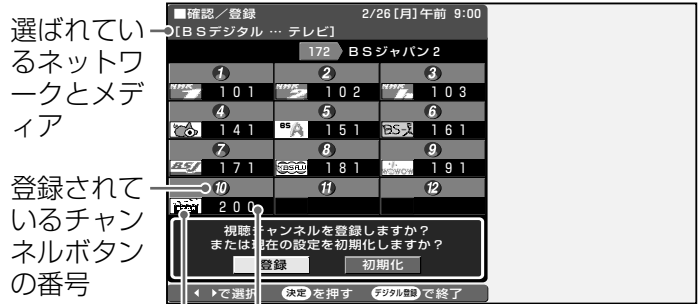 選ばれてい
るネットワ
ークとメデ
ィア
登録されて
いるチャン
ネルボタン
の番号
■確認／登録 2/26[月]午前 9:00
[BSデジタル … テレビ]
172 BSジャパン2
1 2 3
101 102 103
4 5 6
141 151 161
7 8 9
171 181 191
10 11 12
200
視聴チャンネルを登録しますか？
または現在の設定を初期化しますか？
登録 初期化
で選択 決定を押す デジタル登録で終了